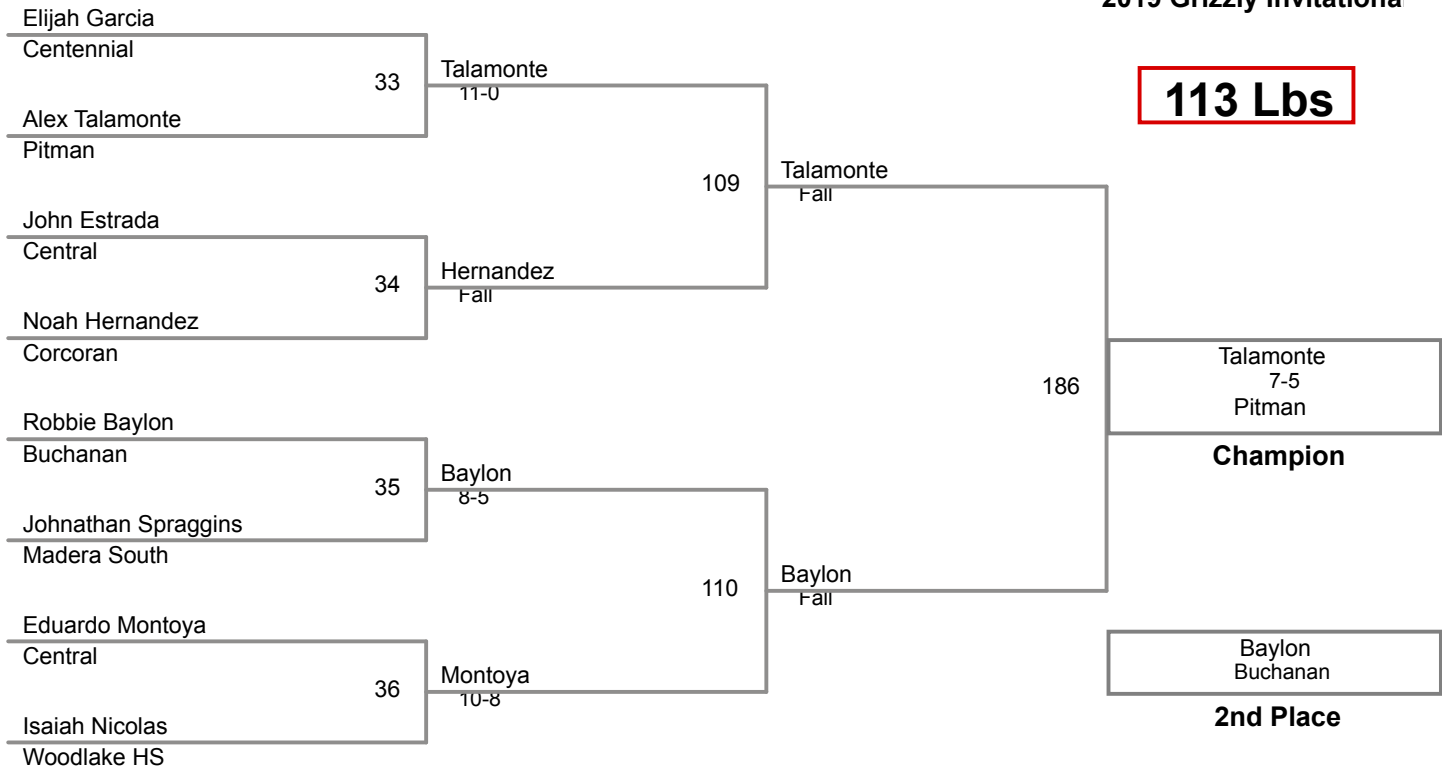 2019 Grizzly Invitational
113 Lbs
Elijah Garcia
Centennial
33
Alex Talamonte
Pitman
Talamonte
11-0
John Estrada
Central
34
Noah Hernandez
Corcoran
Hernandez
Fall
109
Talamonte
Fall
Robbie Baylon
Buchanan
35
Johnathan Spraggins
Madera South
Baylon
8-5
Eduardo Montoya
Central
36
Isaiah Nicolas
Woodlake HS
Montoya
10-8
110
Baylon
Fall
186
Talamonte
7-5
Pitman
Champion
Baylon
Buchanan
2nd Place